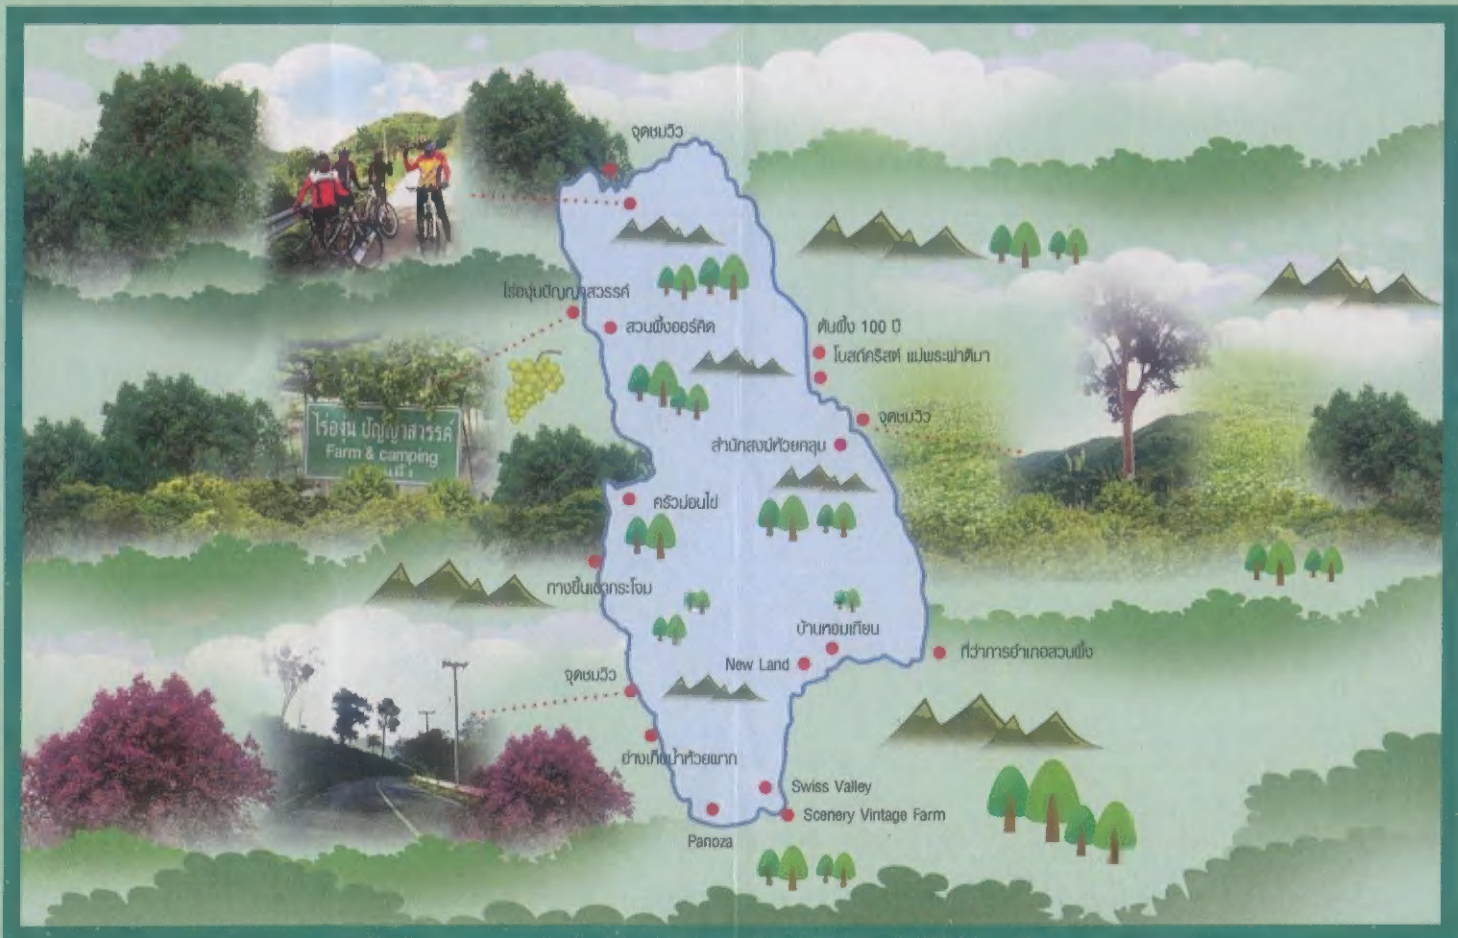 จุดชมวิว
ไร่องุ่นปัญญาสวรรค์
สวนผึ้งออร์คิด
ต้นผึ้ง 100 ปี
โบสถ์คริสต์ แม่พระฟาติมา
จุดชมวิว
สำนักสงฆ์ห้วยคลุม
ไร่องุ่น ปัญญาสวรรค์
Farm & camping
ครัวม่อนไข่
ทางขึ้นเขากระโจม
บ้านหอมเทียน
New Land
ที่ว่าการอำเภอสวนผึ้ง
จุดชมวิว
อ่างเก็บน้ำห้วยผาก
Swiss Valley
Scenery Vintage Farm
Panoza